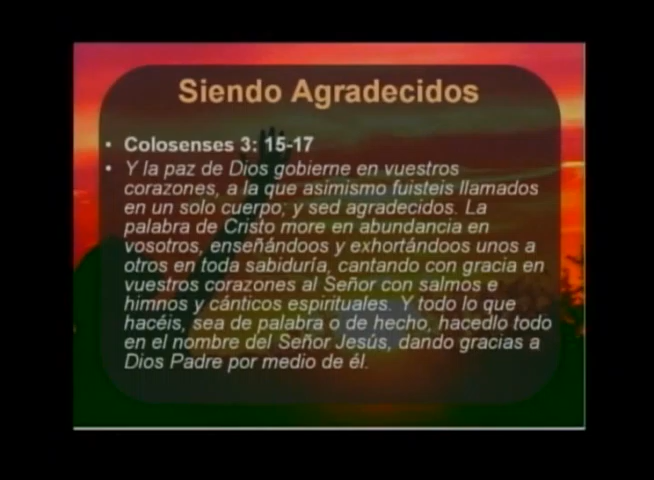 Siendo Agradecidos
• Colosenses 3: 15-17
• Y la paz de Dios gobierne en vuestros
corazones, a la que asimismo fuisteis llamados
en un solo cuerpo; y sed agradecidos. La
palabra de Cristo more en abundancia en
vosotros, enseñándoos y exhortándoos unos a
otros en toda sabiduría, cantando con gracia en
vuestros corazones al Señor con salmos e
himnos y cánticos espirituales. Y todo lo que
hacéis, sea de palabra o de hecho, hacedlo todo
en el nombre del Señor Jesús, dando gracias a
Dios Padre por medio de él.